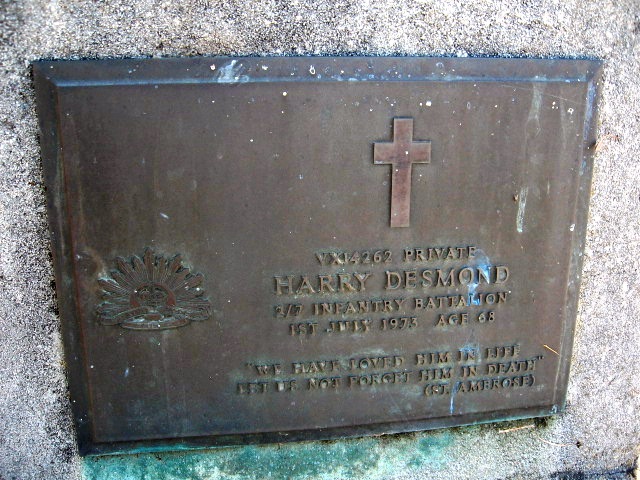 VX14262 PRIVATE
HARRY DESMOND
2/7 INFANTRY BATTALION
1ST JULY 1973 AGE 68
"WE HAVE LOVED HIM IN LIFE
LET US NOT FORGET HIM IN DEATH"
(ST. AMBROSE)